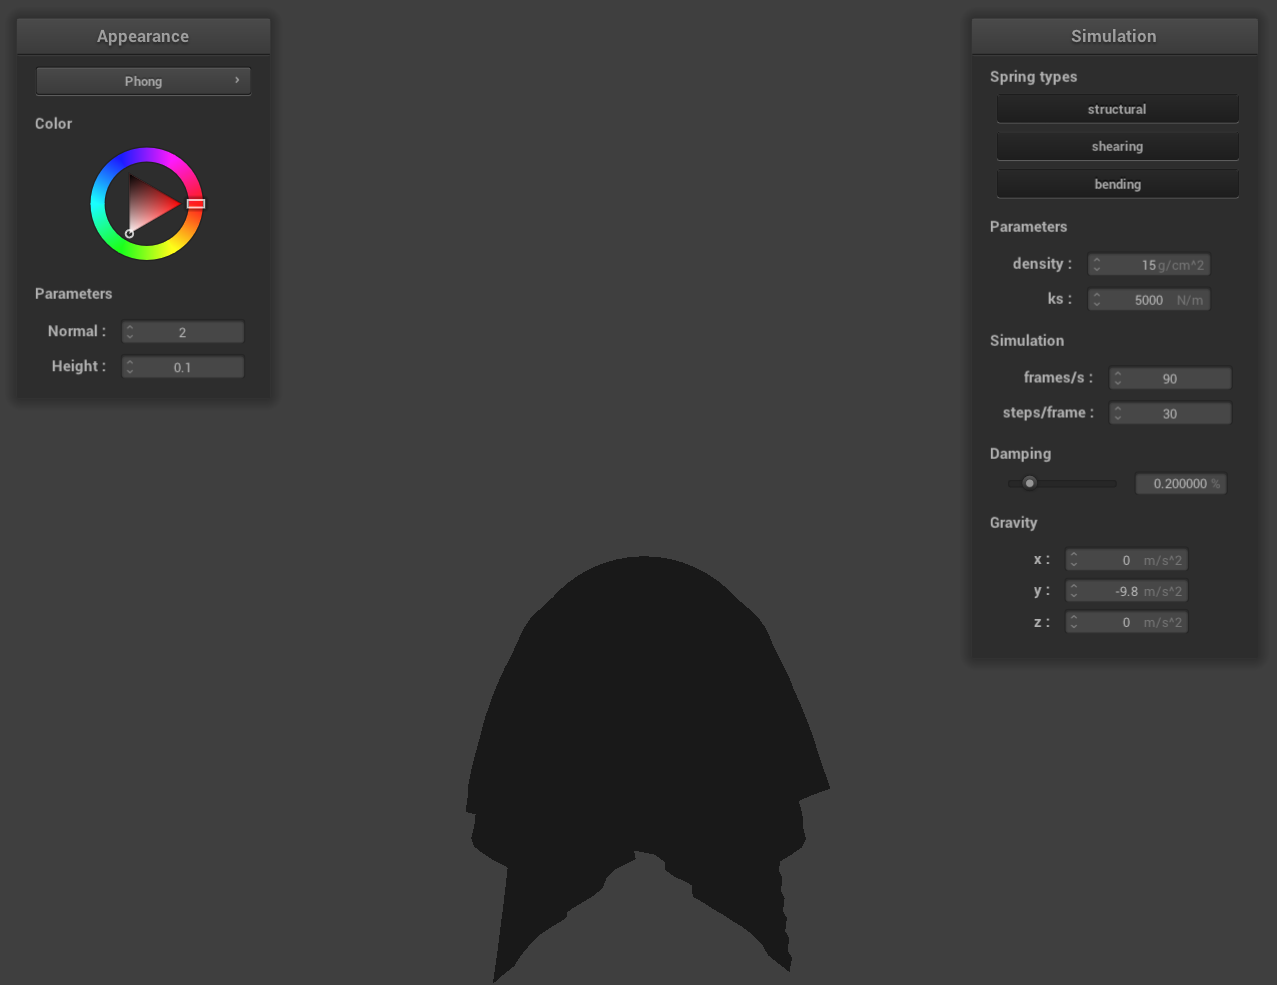 Appearance
Phong
Color
Parameters
Normal : 2
Height : 0.1
Simulation
Spring types
structural
shearing
bending
Parameters
density : 15 g/cm^2
ks : 5000 N/m
Simulation
frames/s : 90
steps/frame : 30
Damping
0.200000 %
Gravity
x : 0 m/s^2
y : -9.8 m/s^2
z : 0 m/s^2